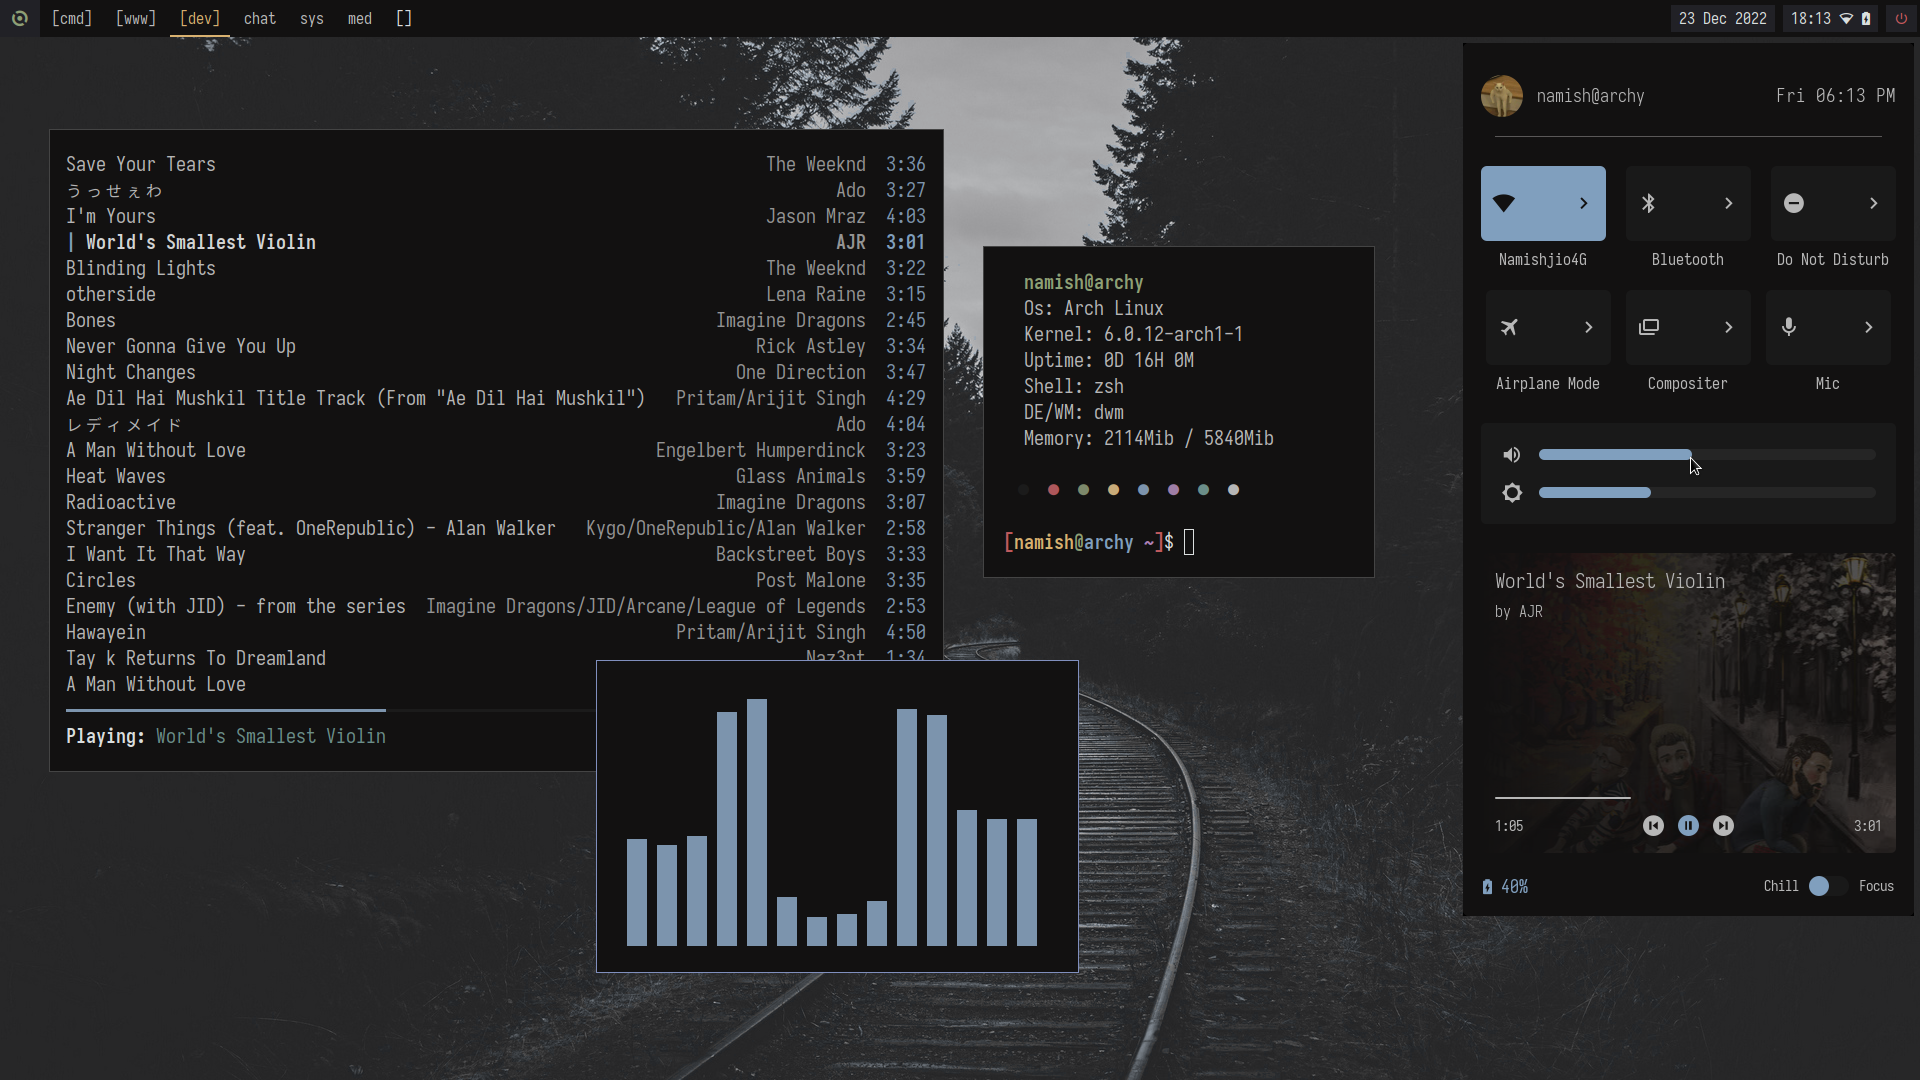 [cmd] [www] [dev] chat sys med [] 23 Dec 2022 18:13
Save Your Tears The Weeknd 3:36
うっせぇわ Ado 3:27
I'm Yours Jason Mraz 4:03
| World's Smallest Violin AJR 3:01
Blinding Lights The Weeknd 3:22
otherside Lena Raine 3:15
Bones Imagine Dragons 2:45
Never Gonna Give You Up Rick Astley 3:34
Night Changes One Direction 3:47
Ae Dil Hai Mushkil Title Track (From "Ae Dil Hai Mushkil") Pritam/Arijit Singh 4:29
レディメイド Ado 4:04
A Man Without Love Engelbert Humperdinck 3:23
Heat Waves Glass Animals 3:59
Radioactive Imagine Dragons 3:07
Stranger Things (feat. OneRepublic) - Alan Walker Kygo/OneRepublic/Alan Walker 2:58
I Want It That Way Backstreet Boys 3:33
Circles Post Malone 3:35
Enemy (with JID) - from the series Imagine Dragons/JID/Arcane/League of Legends 2:53
Hawayein Pritam/Arijit Singh 4:50
Tay k Returns To Dreamland Naz3nt 1:34
A Man Without Love
Playing: World's Smallest Violin
namish@archy
Os: Arch Linux
Kernel: 6.0.12-arch1-1
Uptime: 0D 16H 0M
Shell: zsh
DE/WM: dwm
Memory: 2114Mib / 5840Mib
[namish@archy ~]$
namish@archy Fri 06:13 PM
Namishjio4G Bluetooth Do Not Disturb
Airplane Mode Compositer Mic
World's Smallest Violin
by AJR
1:05 3:01
40% Chill Focus